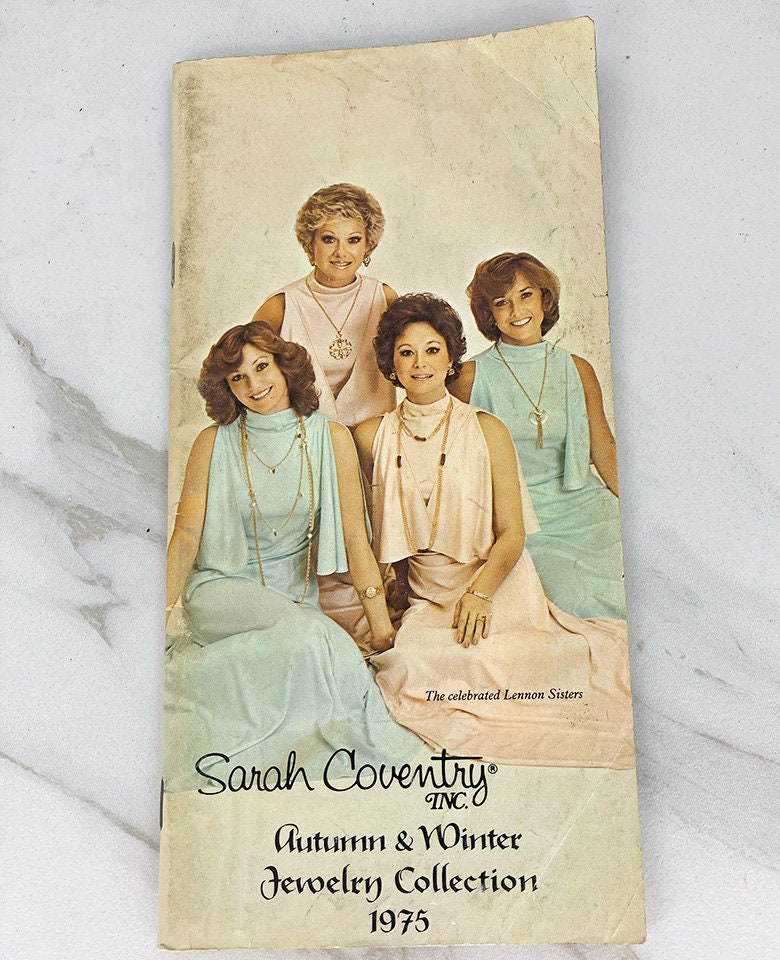 The celebrated Lennon Sisters
Sarah Coventry®
INC.
Autumn & Winter
Jewelry Collection
1975